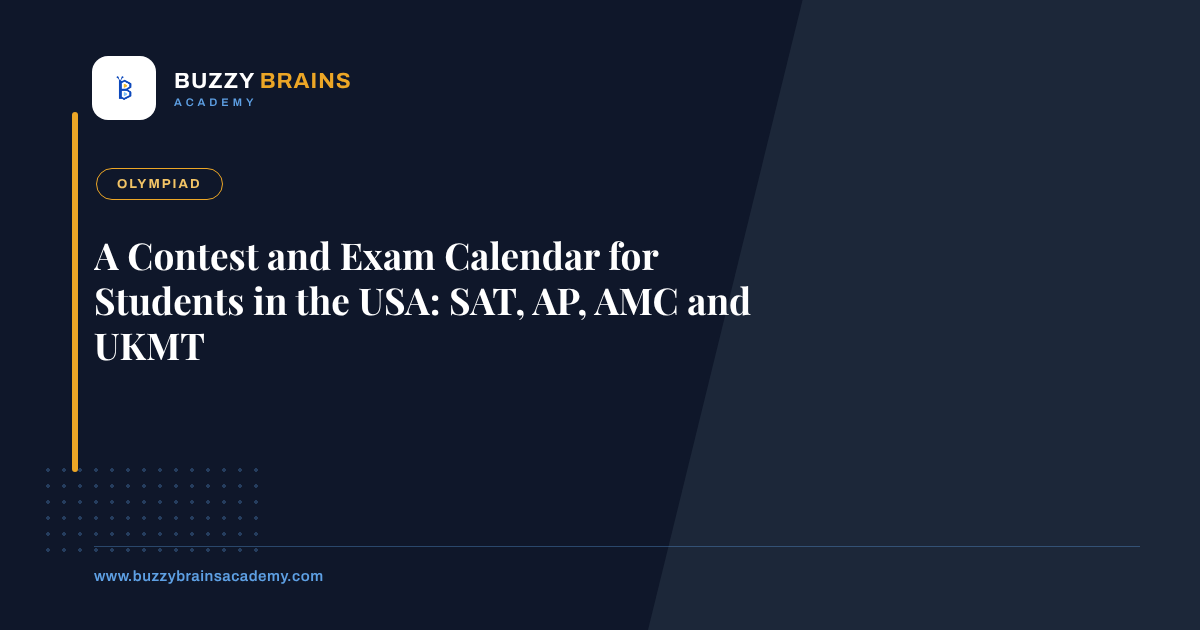 BUZZY BRAINS
ACADEMY
OLYMPIAD
A Contest and Exam Calendar for
Students in the USA: SAT, AP, AMC and
UKMT
www.buzzybrainsacademy.com